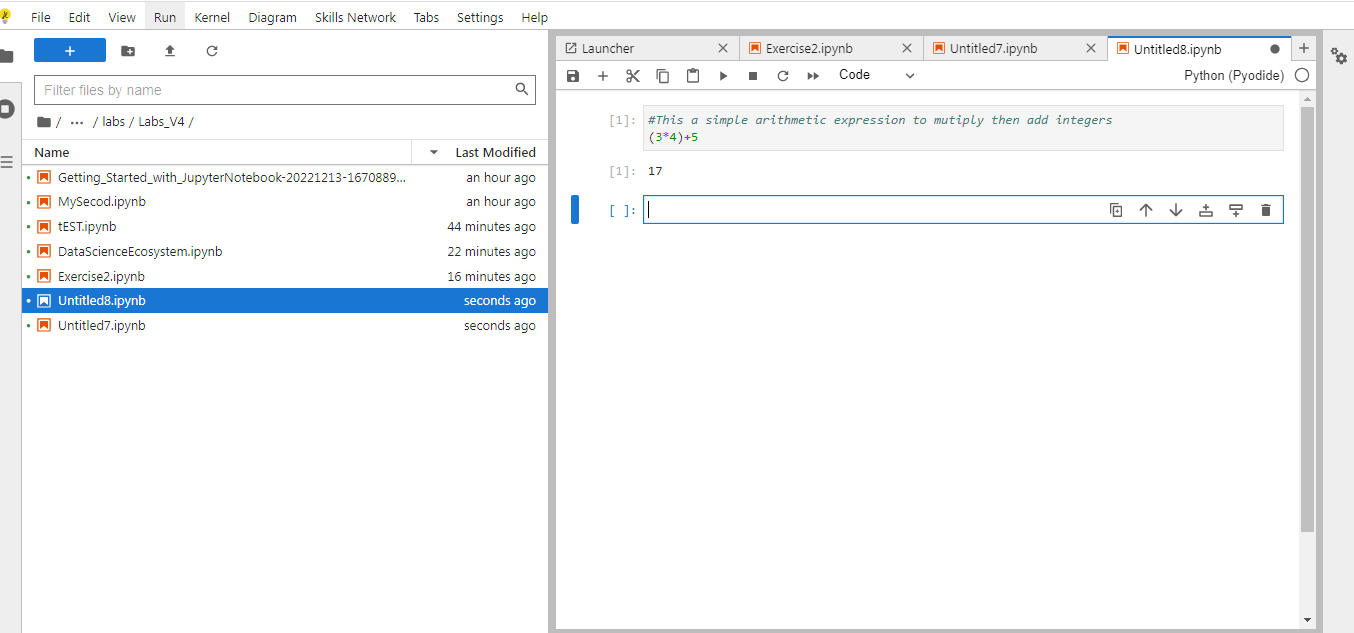 File Edit View Run Kernel Diagram Skills Network Tabs Settings Help
Filter files by name
/ ··· / labs / Labs_V4 /
Name Last Modified
Getting_Started_with_JupyterNotebook-20221213-1670889... an hour ago
MySecod.ipynb an hour ago
tEST.ipynb 44 minutes ago
DataScienceEcosystem.ipynb 22 minutes ago
Exercise2.ipynb 16 minutes ago
Untitled8.ipynb seconds ago
Untitled7.ipynb seconds ago
Launcher Exercise2.ipynb Untitled7.ipynb Untitled8.ipynb
Code Python (Pyodide)
[1]: #This a simple arithmetic expression to mutiply then add integers
(3*4)+5
[1]: 17
[ ]: